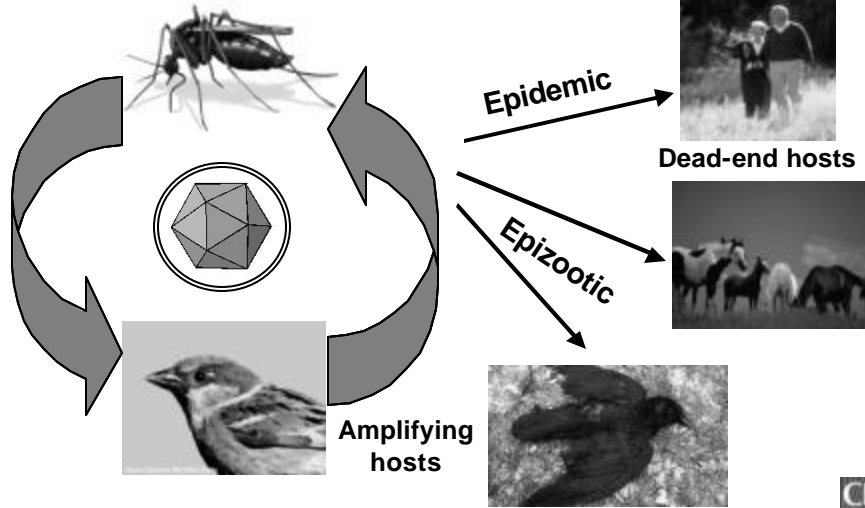 Epidemic
Dead-end hosts
Epizootic
Amplifying
hosts